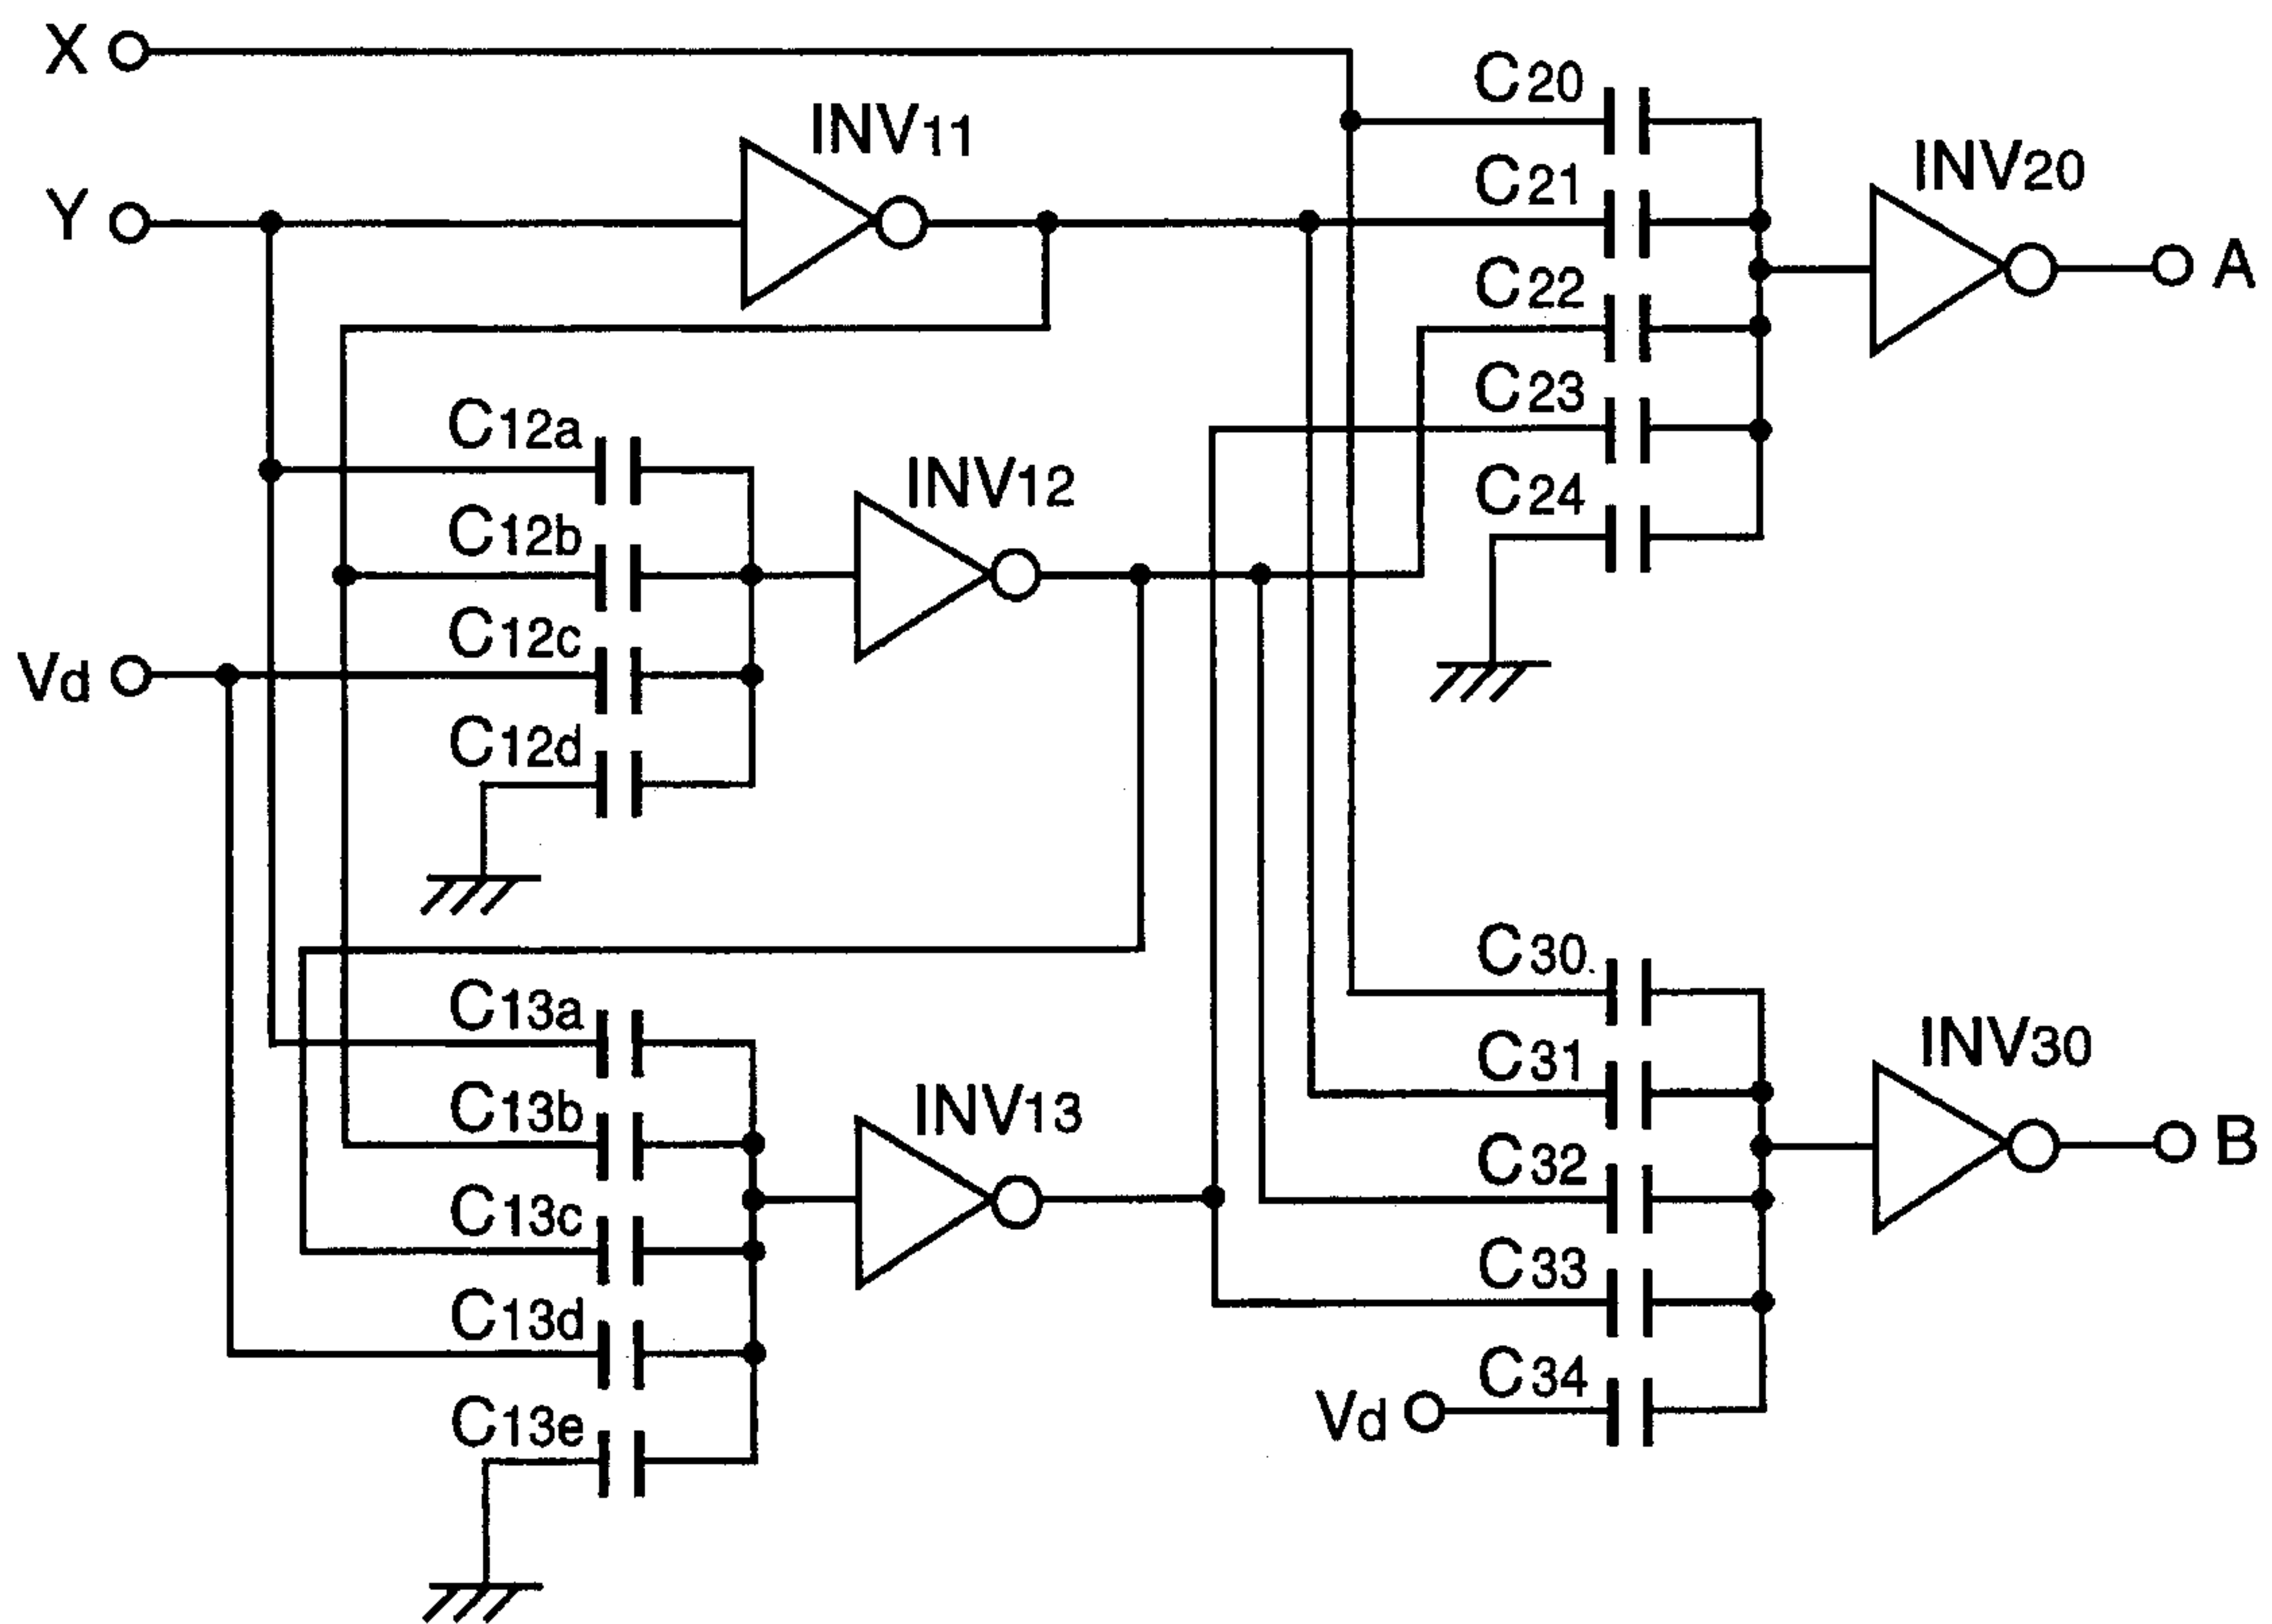 X
C20
INV11
INV20
C21
Y
A
C22
C23
C12a
INV12
C24
C12b
C12c
Vd
C12d
C30
C13a
INV30
C31
INV13
C13b
B
C32
C13c
C33
C13d
C34
Vd
C13e